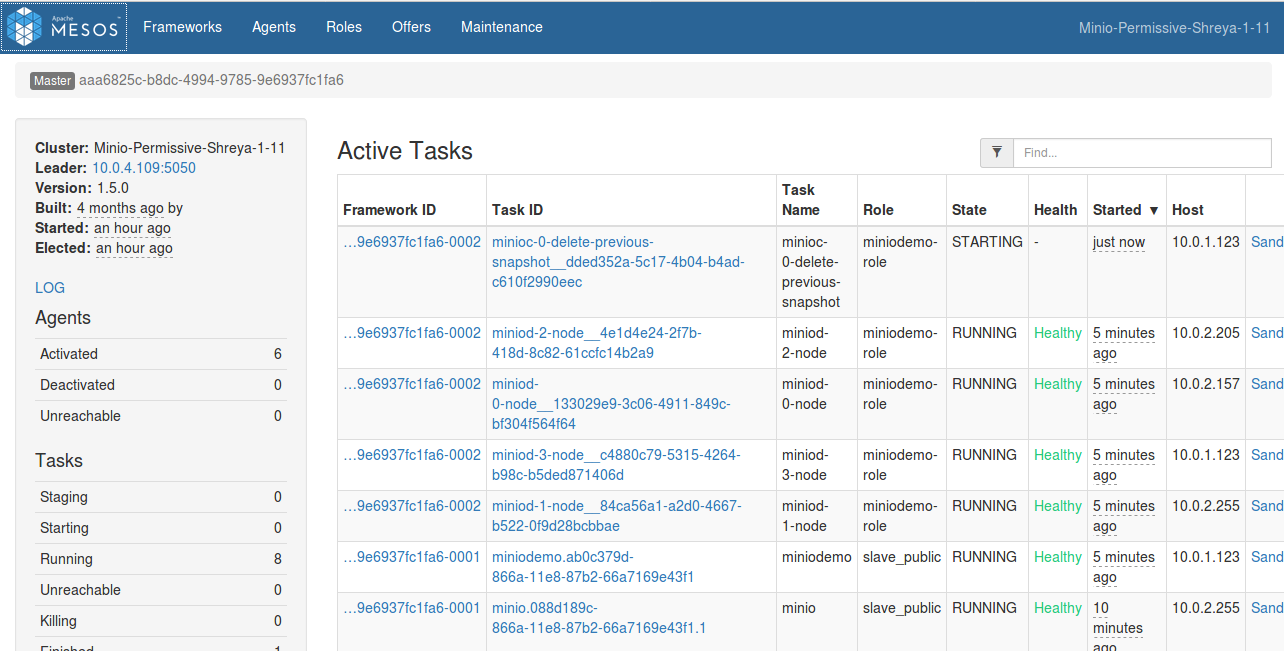 Apache
MESOS™
Frameworks Agents Roles Offers Maintenance Minio-Permissive-Shreya-1-11
Master aaa6825c-b8dc-4994-9785-9e6937fc1fa6
Cluster: Minio-Permissive-Shreya-1-11
Leader: 10.0.4.109:5050
Version: 1.5.0
Built: 4 months ago by
Started: an hour ago
Elected: an hour ago
LOG
Agents
Activated 6
Deactivated 0
Unreachable 0
Tasks
Staging 0
Starting 0
Running 8
Unreachable 0
Killing 0
Finished 1
Active Tasks
Find...
Framework ID Task ID Task Name Role State Health Started ▼ Host
…9e6937fc1fa6-0002 minioc-0-delete-previous- minioc- miniodemo- STARTING - just now 10.0.1.123 Sand
snapshot__dded352a-5c17-4b04-b4ad- 0-delete- role
c610f2990eec previous-
snapshot
…9e6937fc1fa6-0002 miniod-2-node__4e1d4e24-2f7b- miniod- miniodemo- RUNNING Healthy 5 minutes 10.0.2.205 Sand
418d-8c82-61ccfc14b2a9 2-node role ago
…9e6937fc1fa6-0002 miniod- miniod- miniodemo- RUNNING Healthy 5 minutes 10.0.2.157 Sand
0-node__133029e9-3c06-4911-849c- 0-node role ago
bf304f564f64
…9e6937fc1fa6-0002 miniod-3-node__c4880c79-5315-4264- miniod- miniodemo- RUNNING Healthy 5 minutes 10.0.1.123 Sand
b98c-b5ded871406d 3-node role ago
…9e6937fc1fa6-0002 miniod-1-node__84ca56a1-a2d0-4667- miniod- miniodemo- RUNNING Healthy 5 minutes 10.0.2.255 Sand
b522-0f9d28bcbbae 1-node role ago
…9e6937fc1fa6-0001 miniodemo.ab0c379d- miniodemo slave_public RUNNING Healthy 5 minutes 10.0.1.123 Sand
866a-11e8-87b2-66a7169e43f1 ago
…9e6937fc1fa6-0001 minio.088d189c- minio slave_public RUNNING Healthy 10 10.0.2.255 Sand
866a-11e8-87b2-66a7169e43f1.1 minutes
ago